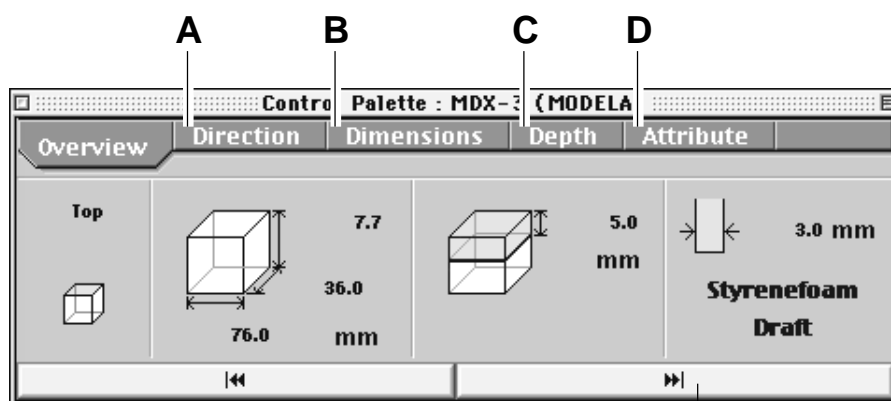 A B C D
Control Palette : MDX-3 (MODELA
Overview Direction Dimensions Depth Attribute
Top
7.7
36.0
76.0 mm
5.0
mm
3.0 mm
Styrenefoam
Draft